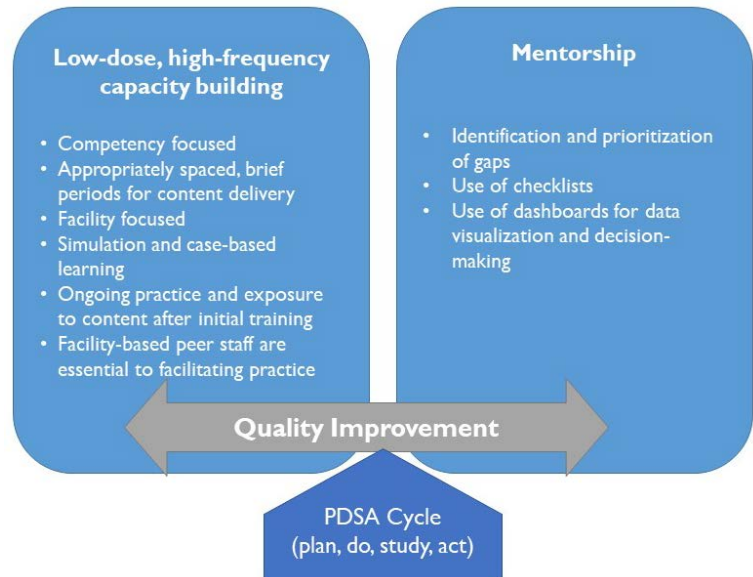 Low-dose, high-frequency
capacity building
• Competency focused
• Appropriately spaced, brief
periods for content delivery
• Facility focused
• Simulation and case-based
learning
• Ongoing practice and exposure
to content after initial training
• Facility-based peer staff are
essential to facilitating practice
Mentorship
• Identification and prioritization
of gaps
• Use of checklists
• Use of dashboards for data
visualization and decision-
making
Quality Improvement
PDSA Cycle
(plan, do, study, act)